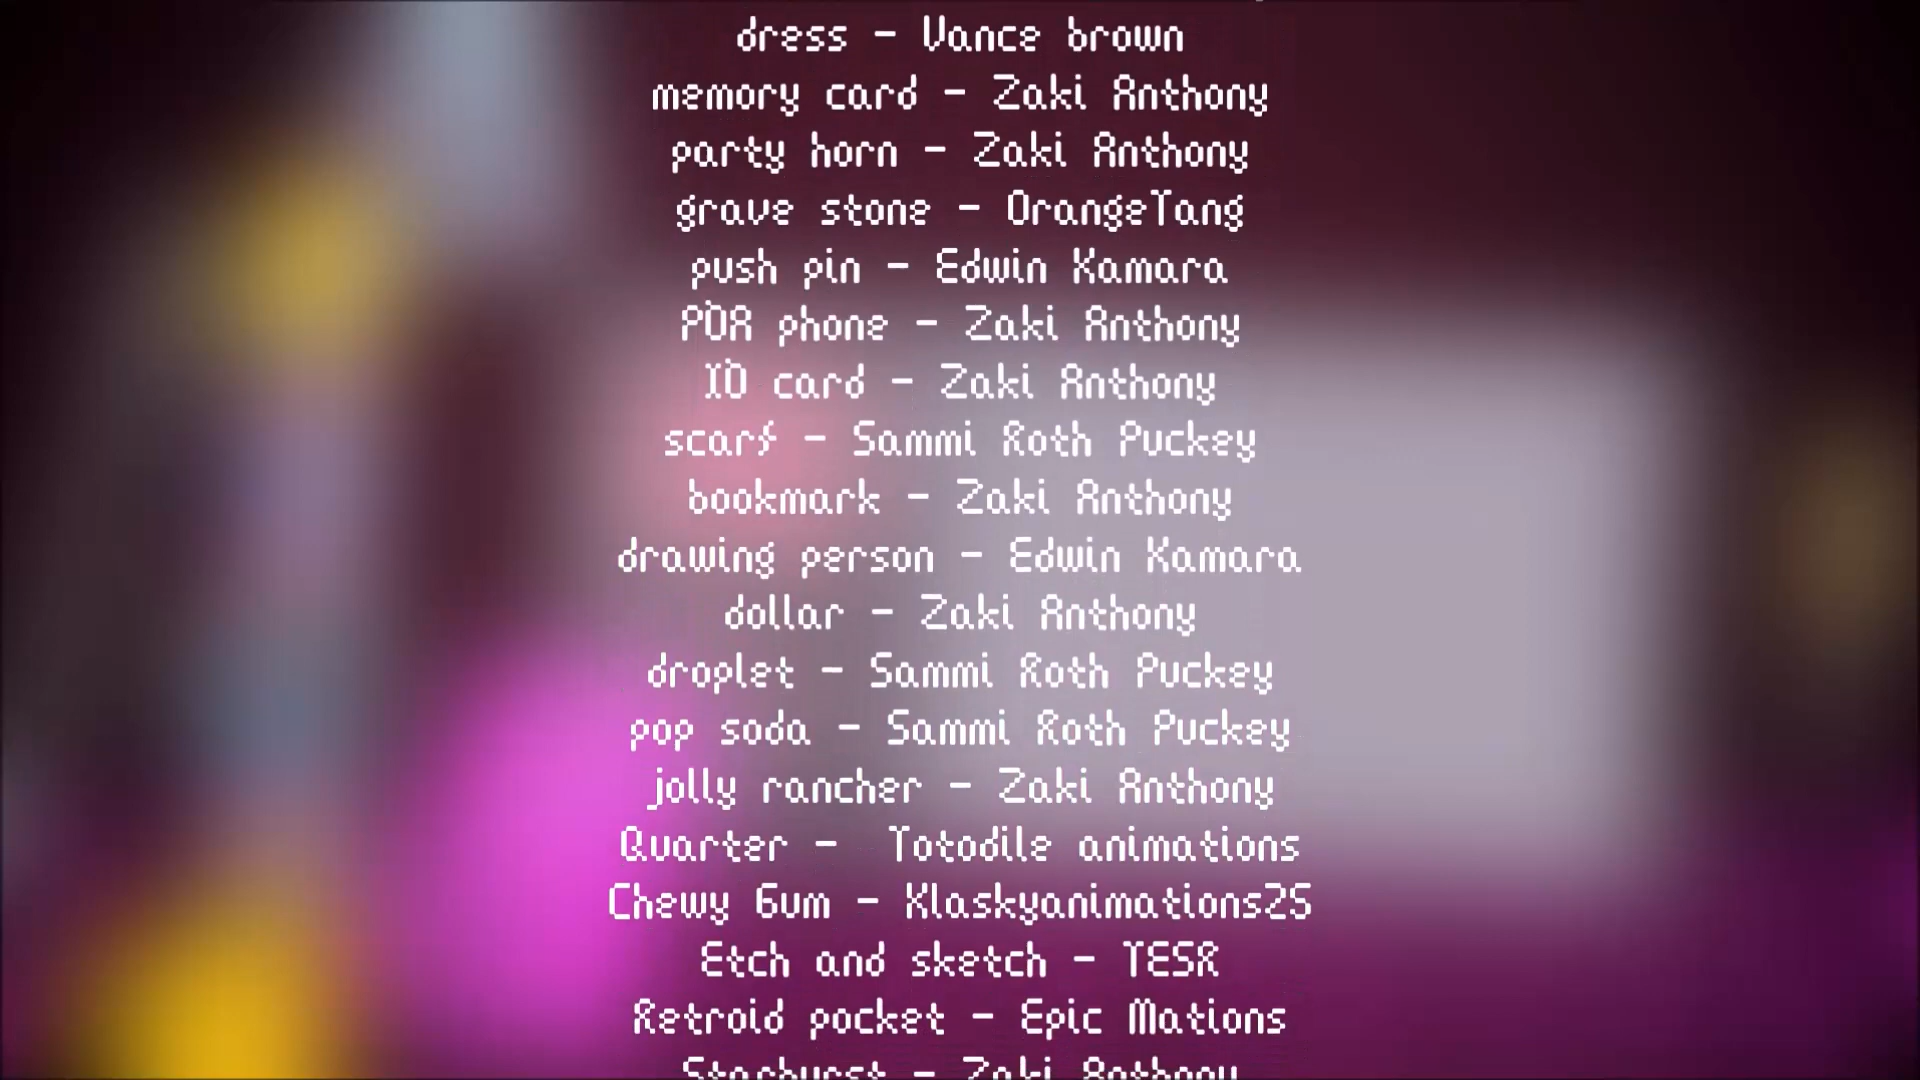 dress - Vance brown
memory card - Zaki Anthony
party horn - Zaki Anthony
grave stone - OrangeTang
push pin - Edwin Kamara
PDA phone - Zaki Anthony
ID card - Zaki Anthony
scarf - Sammi Roth Puckey
bookmark - Zaki Anthony
drawing person - Edwin Kamara
dollar - Zaki Anthony
droplet - Sammi Roth Puckey
pop soda - Sammi Roth Puckey
jolly rancher - Zaki Anthony
Quarter -  Totodile animations
Chewy Gum - Klaskyanimations25
Etch and sketch - TESR
Retroid pocket - Epic Mations
Starburst - Zaki Anthony